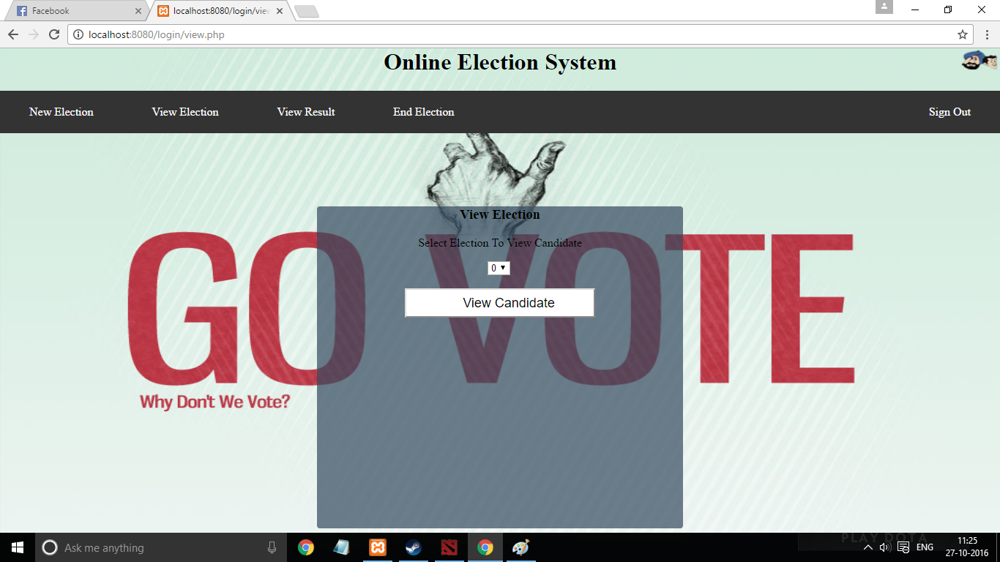 Facebook
localhost:8080/login/view
localhost:8080/login/view.php
Online Election System
New Election View Election View Result End Election Sign Out
View Election
Select Election To View Candidate
0
View Candidate
GO VOTE
Why Don't We Vote?
PLAY DOTA
Ask me anything
ENG
11:25
27-10-2016